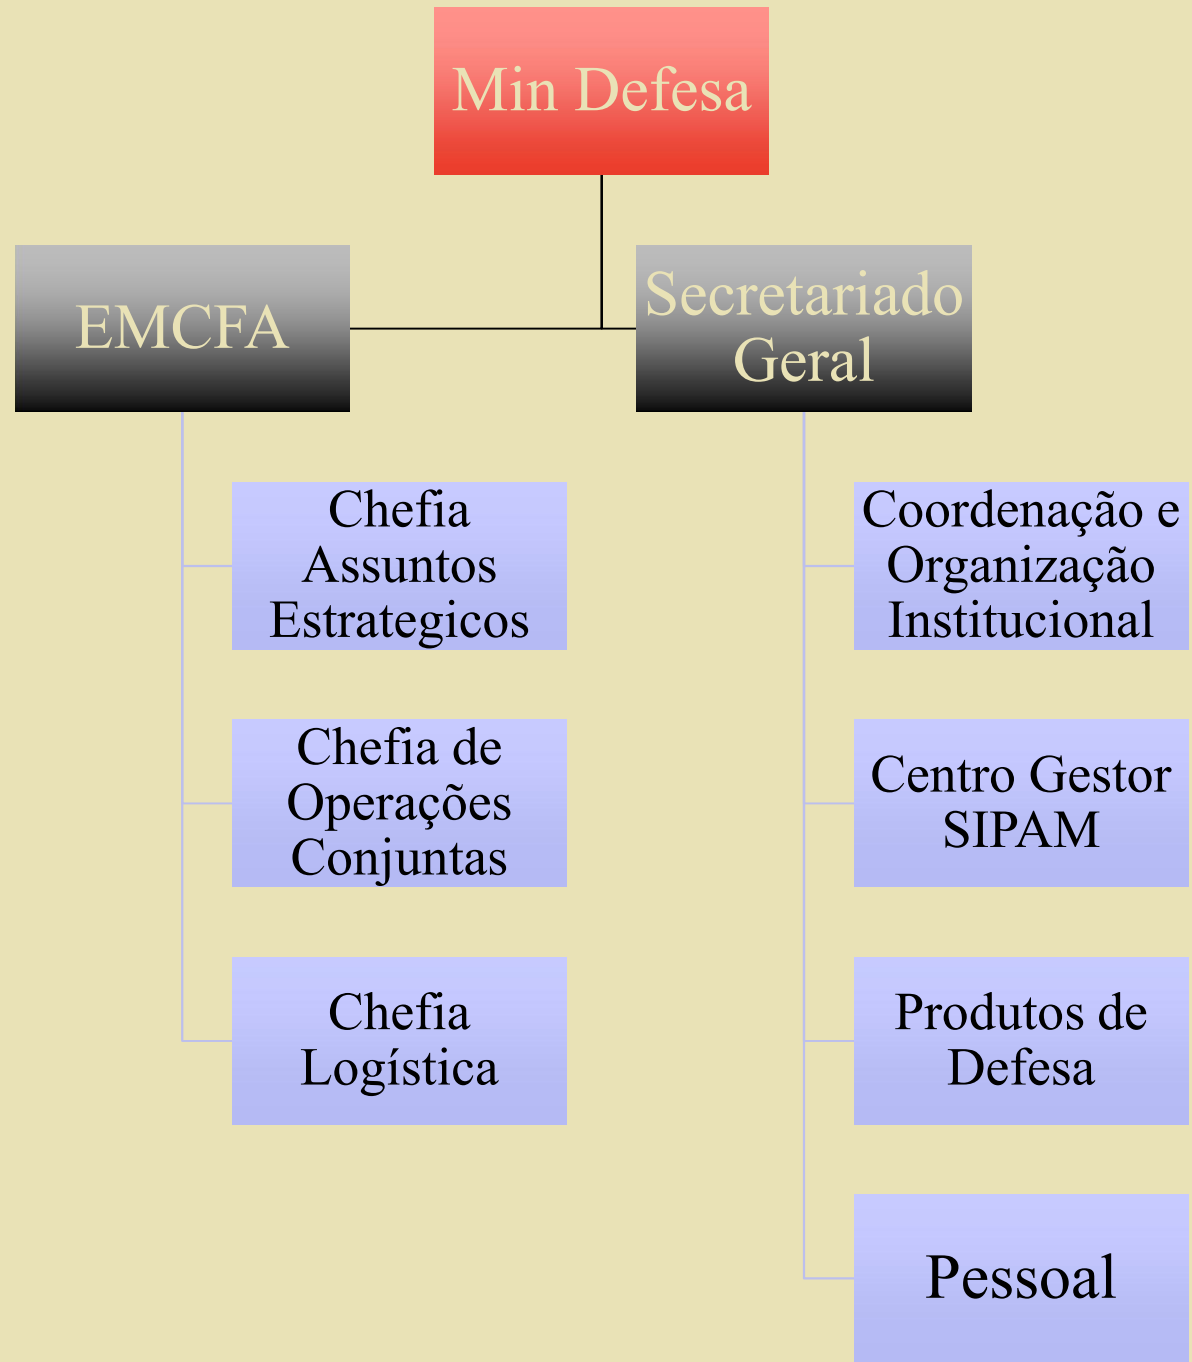 Min Defesa
EMCFA
Secretariado
Geral
Chefia
Assuntos
Estrategicos
Chefia de
Operações
Conjuntas
Chefia
Logística
Coordenação e
Organização
Institucional
Centro Gestor
SIPAM
Produtos de
Defesa
Pessoal